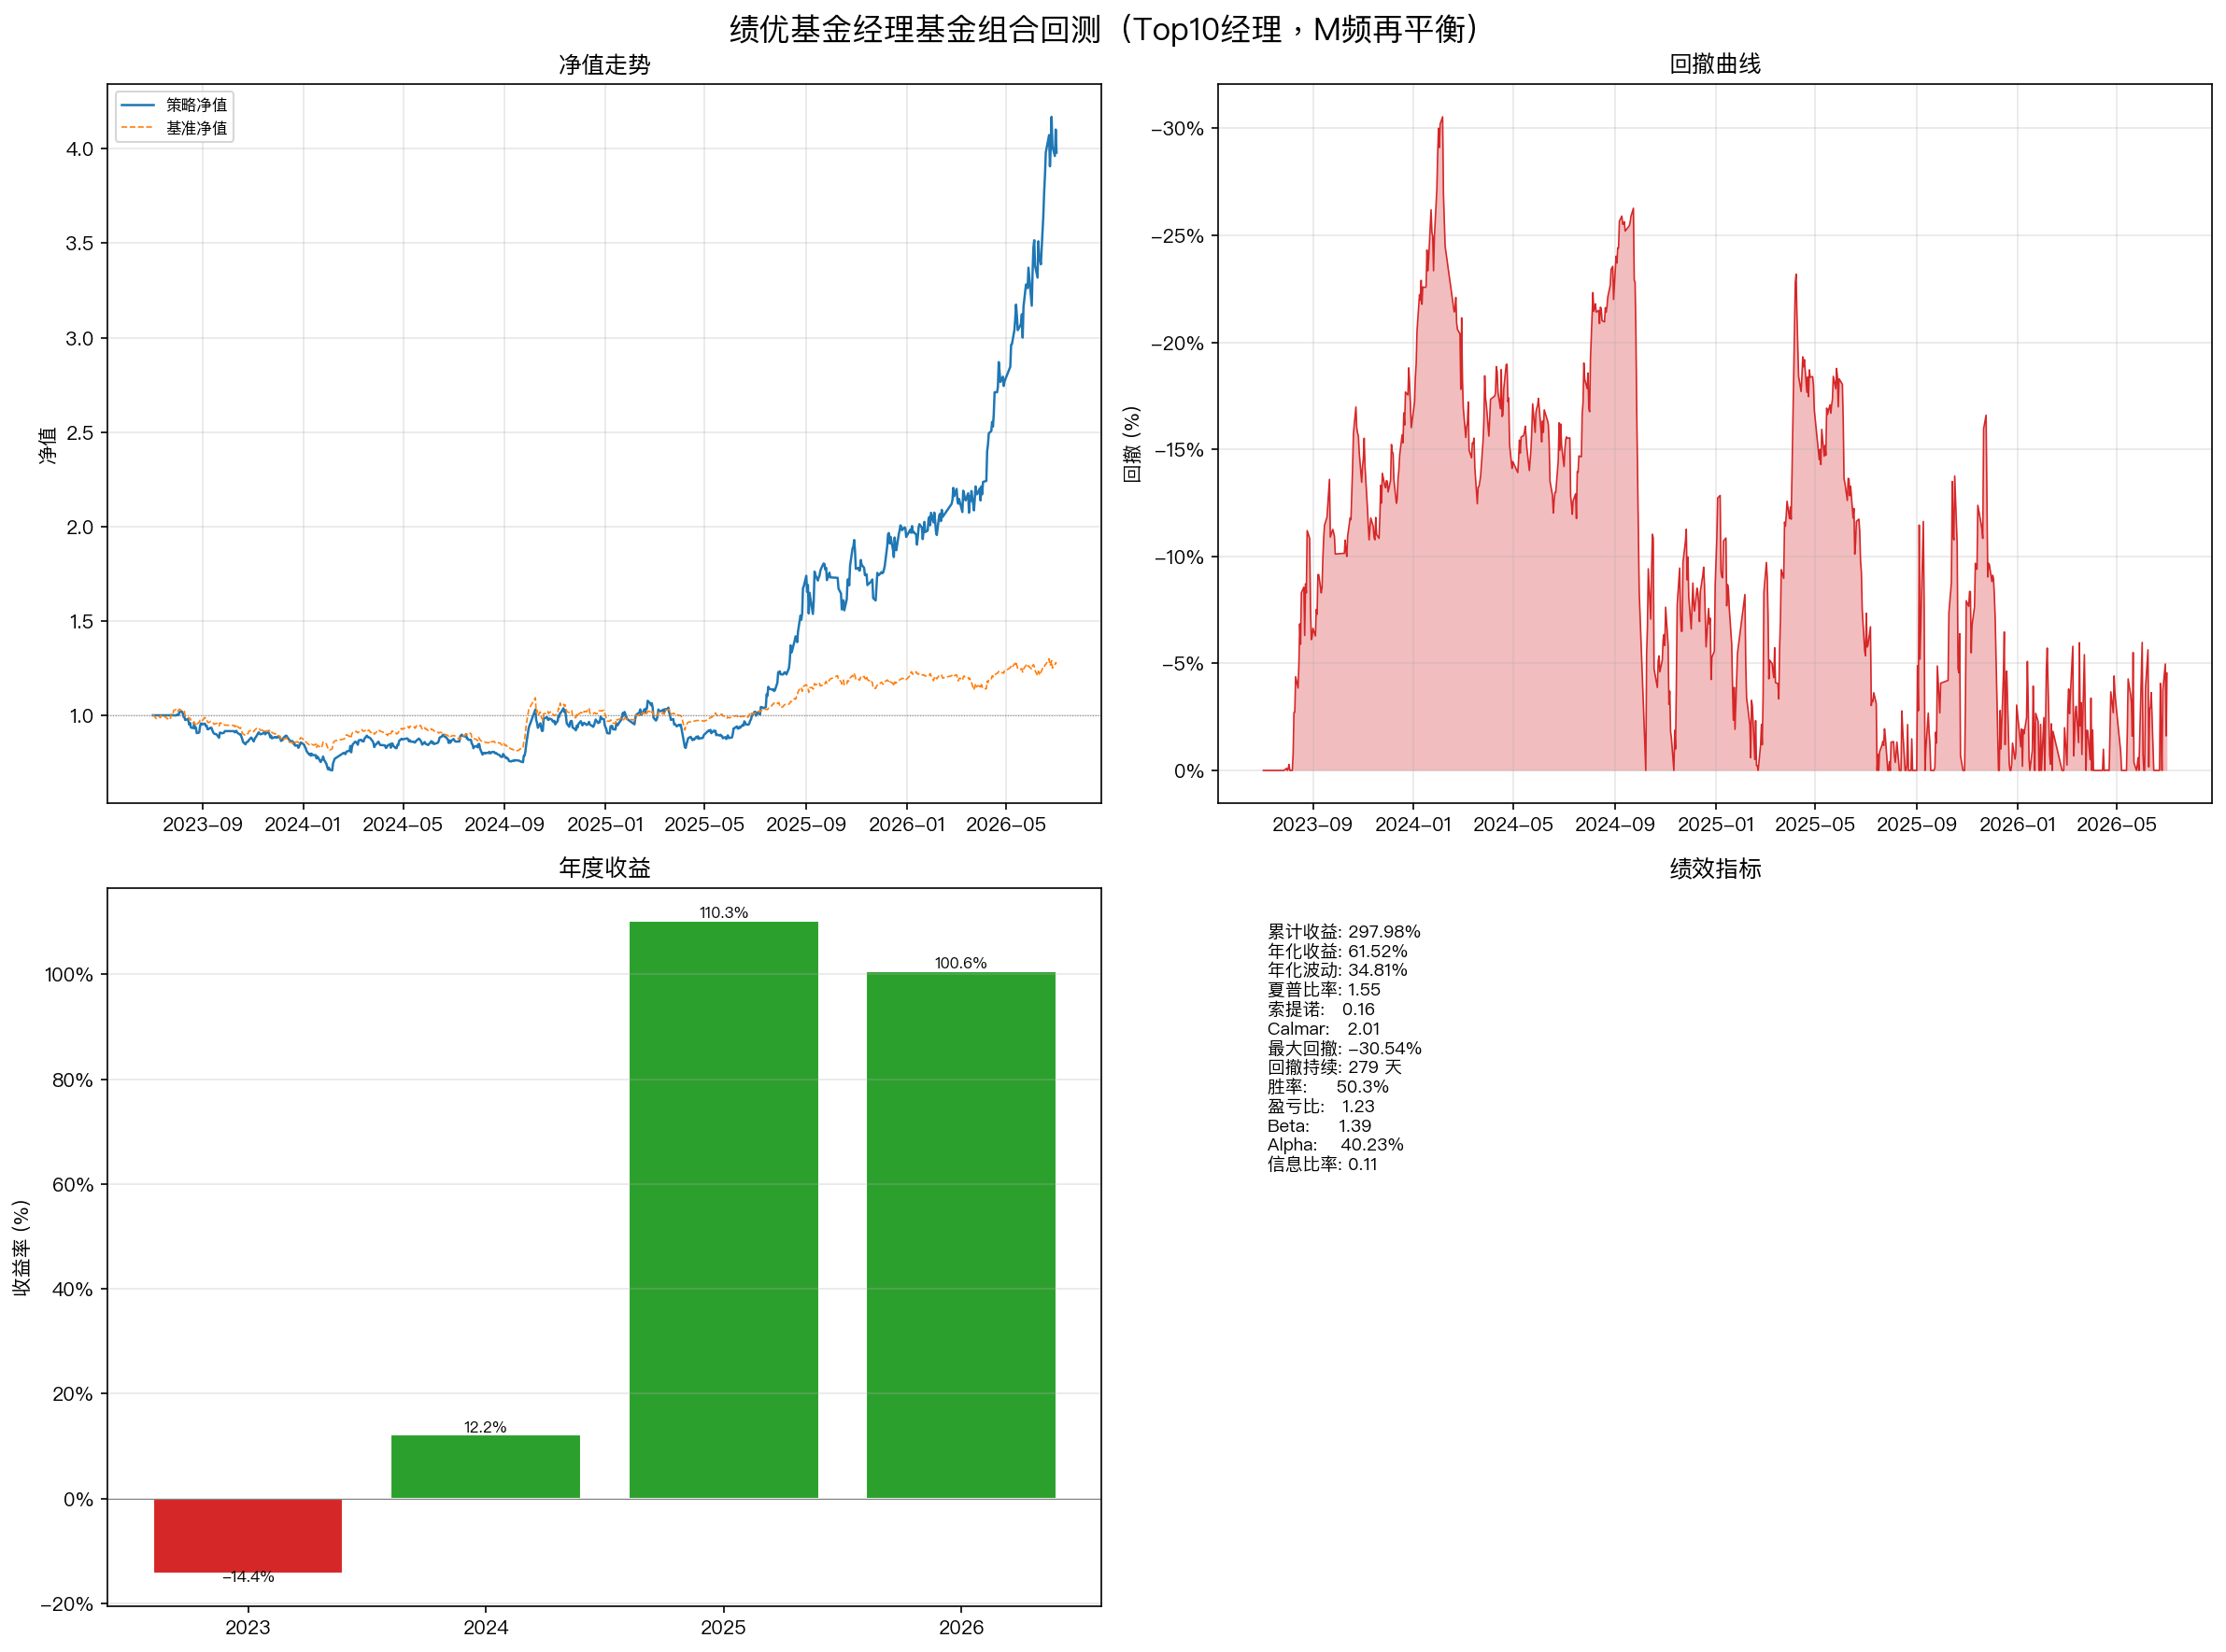 绩优基金经理基金组合回测（Top10经理，M频再平衡）
净值走势
策略净值
基准净值
净值
4.0
3.5
3.0
2.5
2.0
1.5
1.0
2023-09 2024-01 2024-05 2024-09 2025-01 2025-05 2025-09 2026-01 2026-05
回撤曲线
回撤 (%)
-30%
-25%
-20%
-15%
-10%
-5%
0%
2023-09 2024-01 2024-05 2024-09 2025-01 2025-05 2025-09 2026-01 2026-05
年度收益
收益率 (%)
100%
80%
60%
40%
20%
0%
-20%
-14.4%
12.2%
110.3%
100.6%
2023 2024 2025 2026
绩效指标
累计收益: 297.98%
年化收益: 61.52%
年化波动: 34.81%
夏普比率: 1.55
索提诺: 0.16
Calmar: 2.01
最大回撤: -30.54%
回撤持续: 279 天
胜率: 50.3%
盈亏比: 1.23
Beta: 1.39
Alpha: 40.23%
信息比率: 0.11